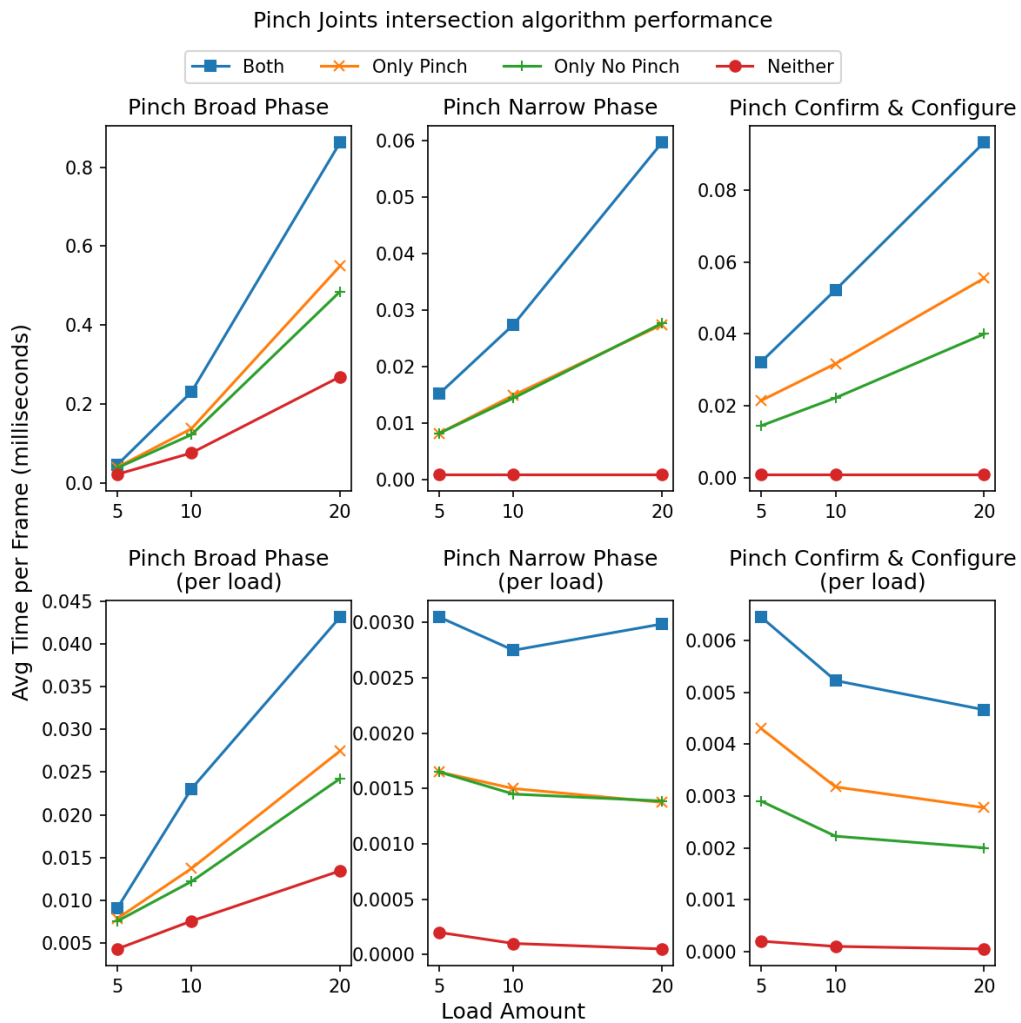 Pinch Joints intersection algorithm performance
Both Only Pinch Only No Pinch Neither
Pinch Broad Phase
0.8
0.6
0.4
0.2
0.0
5 10 20
Pinch Narrow Phase
0.06
0.05
0.04
0.03
0.02
0.01
0.00
5 10 20
Pinch Confirm & Configure
0.08
0.06
0.04
0.02
0.00
5 10 20
Avg Time per Frame (milliseconds)
Pinch Broad Phase
(per load)
0.045
0.040
0.035
0.030
0.025
0.020
0.015
0.010
0.005
5 10 20
Pinch Narrow Phase
(per load)
0.0030
0.0025
0.0020
0.0015
0.0010
0.0005
0.0000
5 10 20
Pinch Confirm & Configure
(per load)
0.006
0.005
0.004
0.003
0.002
0.001
0.000
5 10 20
Load Amount